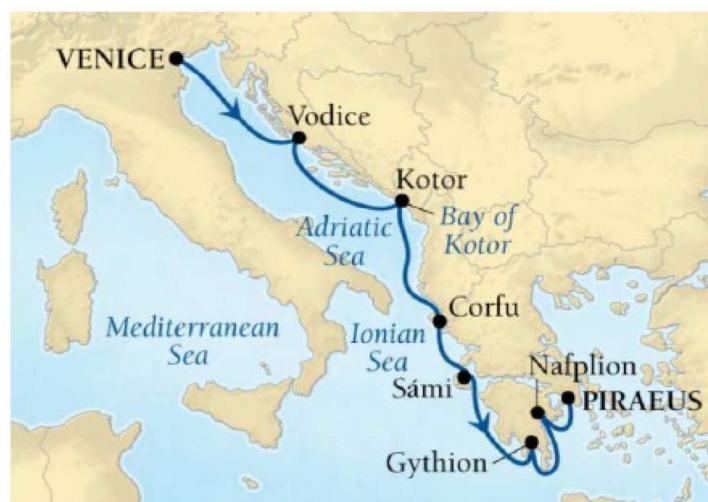 VENICE
Vodice
Kotor
Bay of
Kotor
Adriatic
Sea
Corfu
Mediterranean
Sea
Ionian
Sea
Nafplion
Sámi
PIRAEUS
Gythion